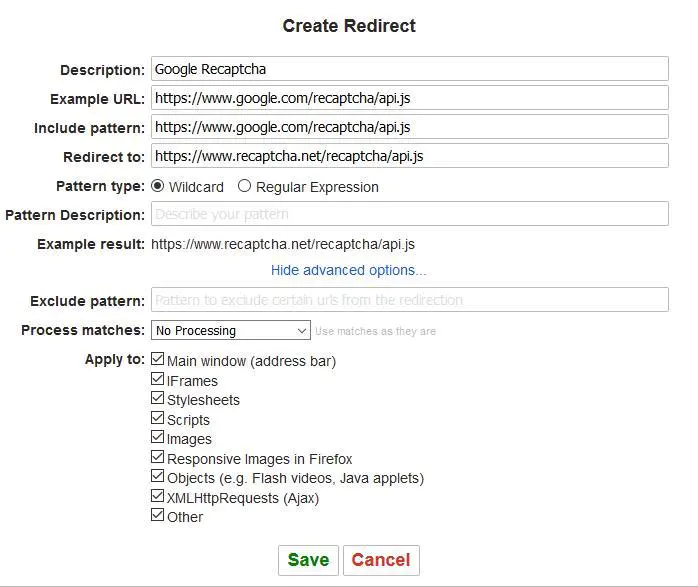 Create Redirect
Description: Google Recaptcha
Example URL: https://www.google.com/recaptcha/api.js
Include pattern: https://www.google.com/recaptcha/api.js
Redirect to: https://www.recaptcha.net/recaptcha/api.js
Pattern type: Wildcard Regular Expression
Pattern Description: Describe your pattern
Example result: https://www.recaptcha.net/recaptcha/api.js
Hide advanced options...
Exclude pattern: Pattern to exclude certain urls from the redirection
Process matches: No Processing Use matches as they are
Apply to: Main window (address bar)
IFrames
Stylesheets
Scripts
Images
Responsive Images in Firefox
Objects (e.g. Flash videos, Java applets)
XMLHttpRequests (Ajax)
Other
Save Cancel